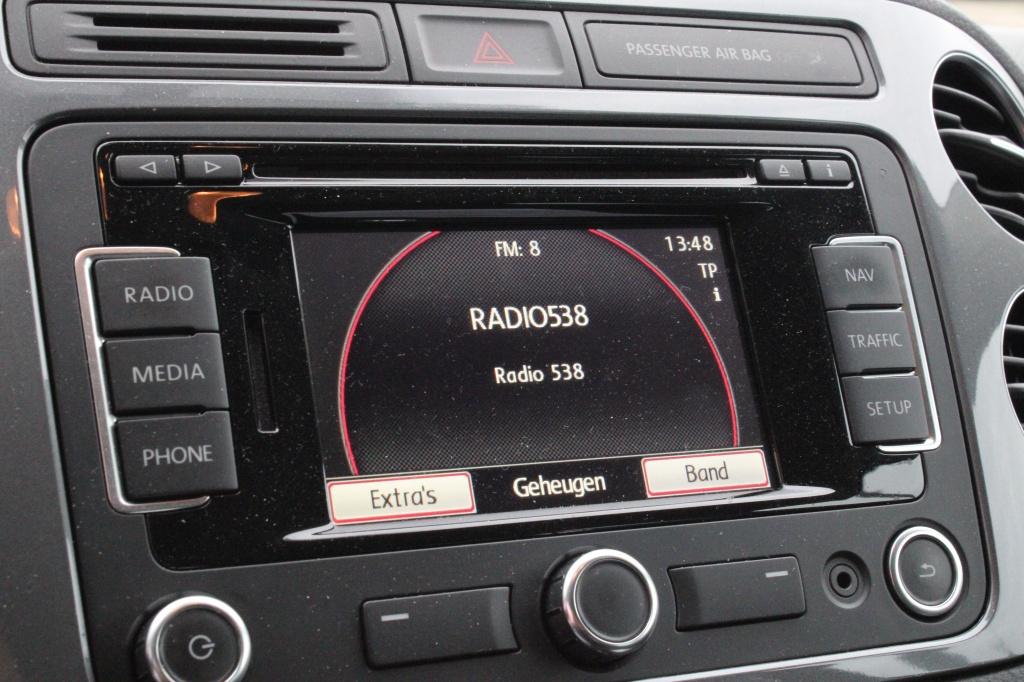 PASSENGER AIR BAG
i
RADIO
MEDIA
PHONE
FM: 8
13:48
TP
i
RADIO538
Radio 538
Extra's
Geheugen
Band
NAV
TRAFFIC
SETUP